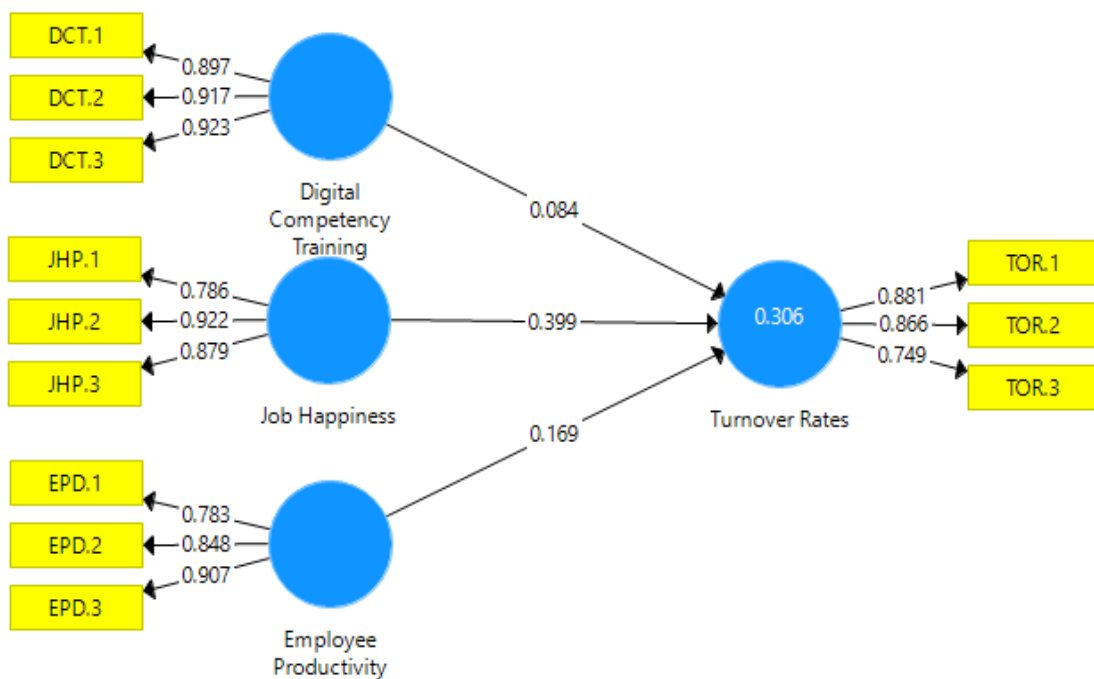 DCT.1
0.897
DCT.2
0.917
DCT.3
0.923
Digital
Competency
Training
0.084
JHP.1
0.786
JHP.2
0.922
JHP.3
0.879
Job Happiness
0.399
EPD.1
0.783
EPD.2
0.848
EPD.3
0.907
Employee
Productivity
0.169
0.306
Turnover Rates
0.881
TOR.1
0.866
TOR.2
0.749
TOR.3